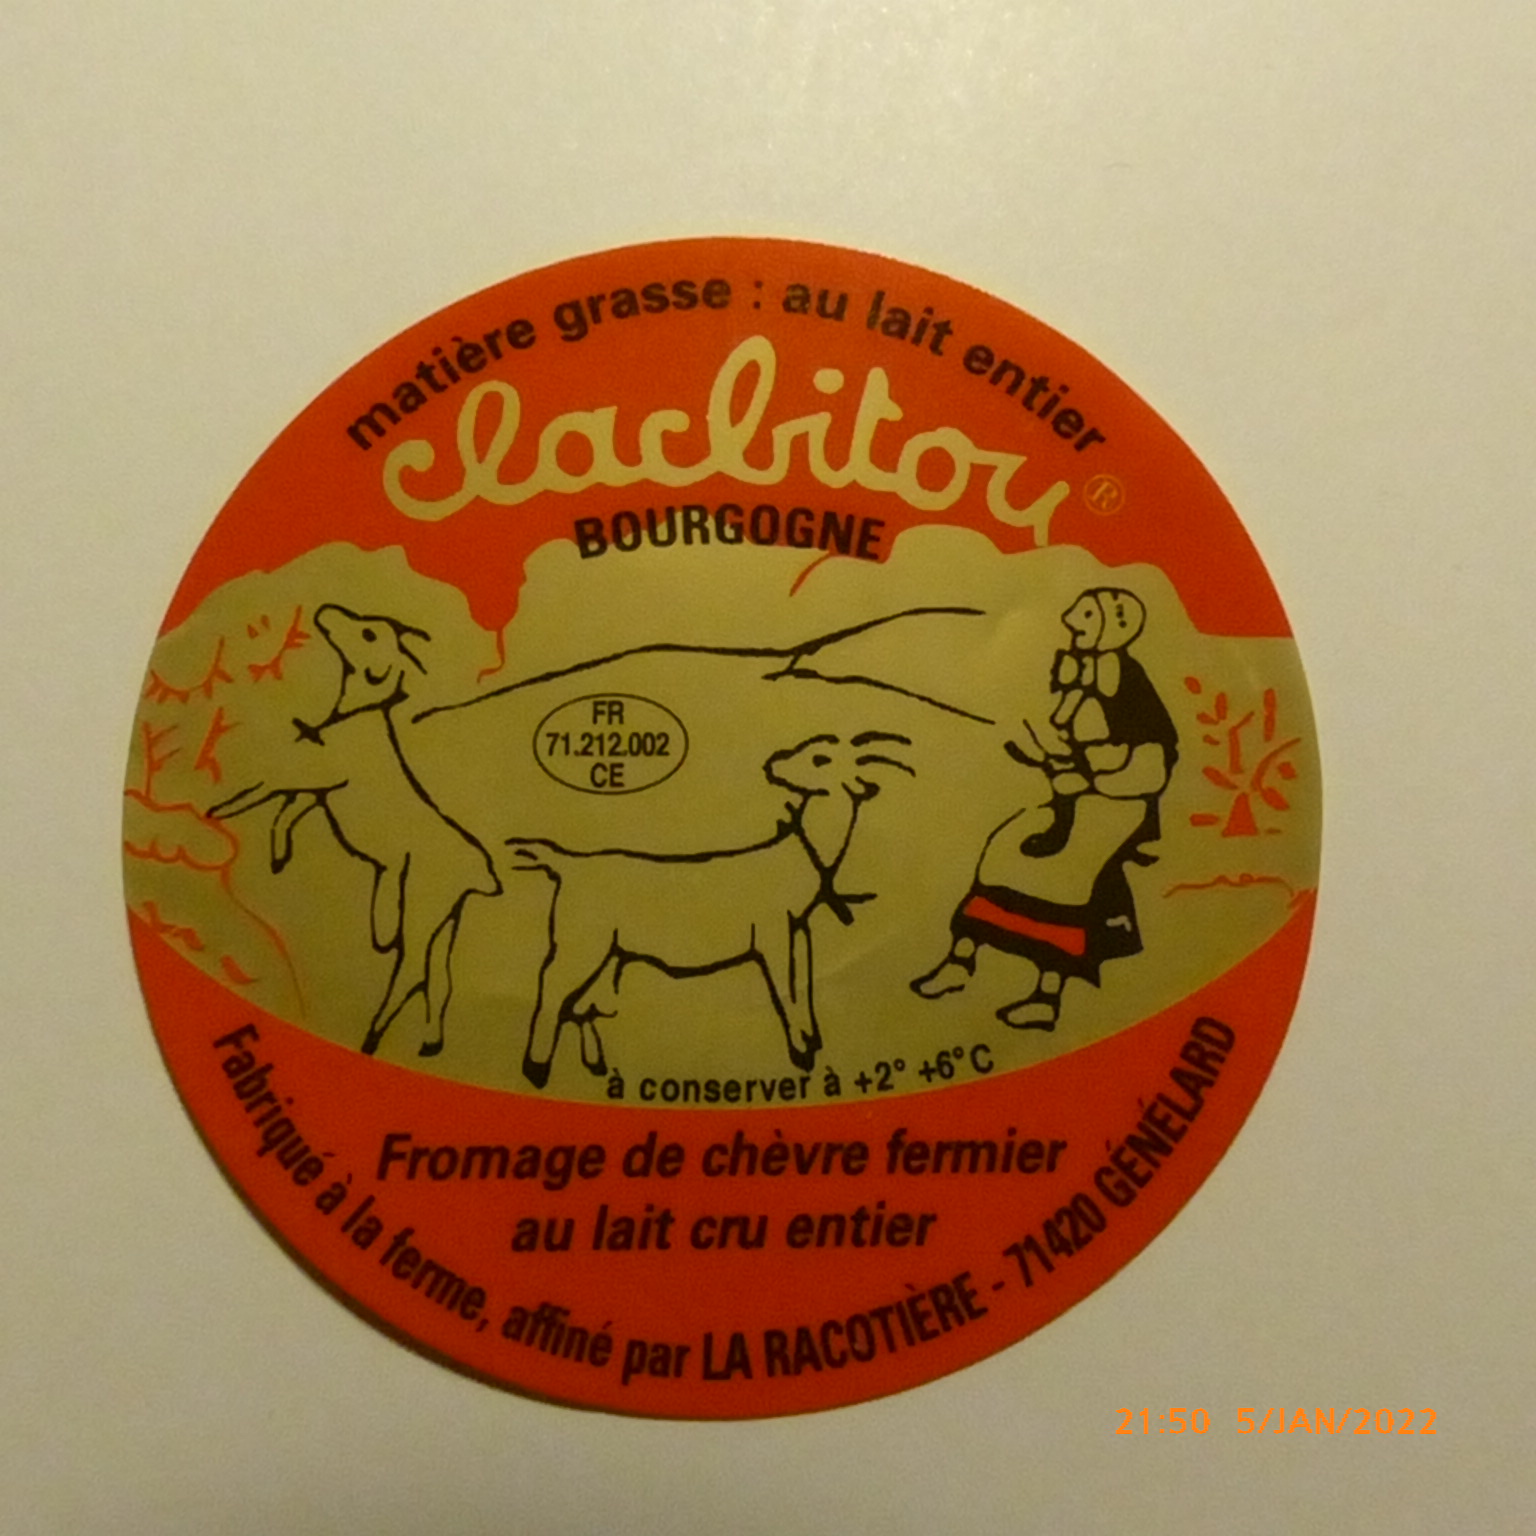 matière grasse : au lait entier
clacbitou ®
BOURGOGNE
FR
71.212.002
CE
à conserver à +2° +6°C
Fromage de chèvre fermier
au lait cru entier
Fabriqué à la ferme, affiné par LA RACOTIÈRE - 71420 GÉNÉLARD
21:50 5/JAN/2022